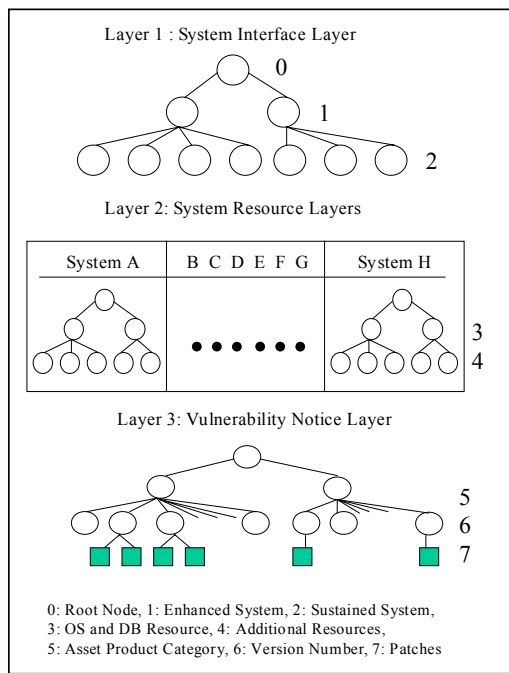 Layer 1 : System Interface Layer
0
1
2
Layer 2: System Resource Layers
System A
B C D E F G
System H
3
4
Layer 3: Vulnerability Notice Layer
5
6
7
0: Root Node, 1: Enhanced System, 2: Sustained System,
3: OS and DB Resource, 4: Additional Resources,
5: Asset Product Category, 6: Version Number, 7: Patches